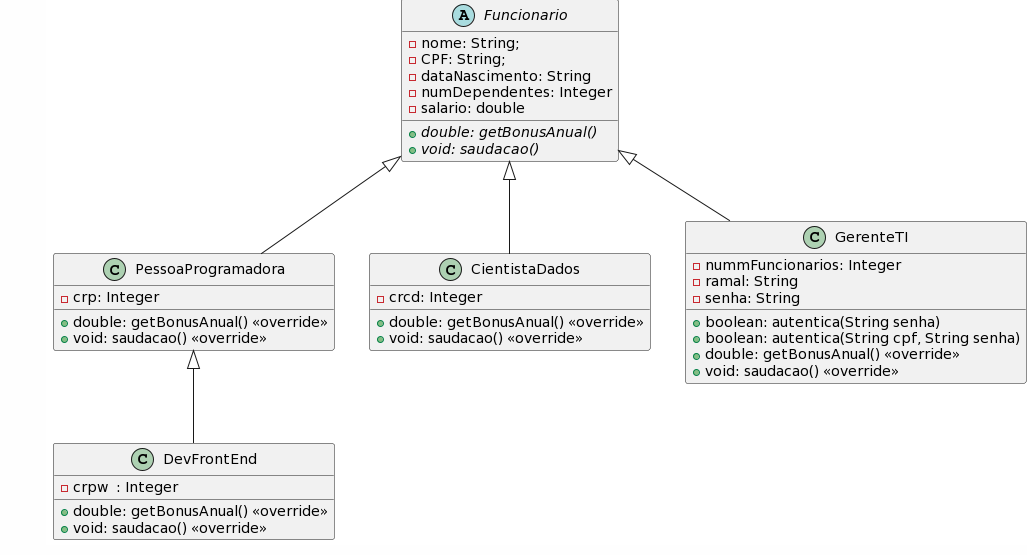 A Funcionario
nome: String;
CPF: String;
dataNascimento: String
numDependentes: Integer
salario: double
double: getBonusAnual()
void: saudacao()
C PessoaProgramadora
crp: Integer
double: getBonusAnual() «override»
void: saudacao() «override»
C CientistaDados
crcd: Integer
double: getBonusAnual() «override»
void: saudacao() «override»
C GerenteTI
nummFuncionarios: Integer
ramal: String
senha: String
boolean: autentica(String senha)
boolean: autentica(String cpf, String senha)
double: getBonusAnual() «override»
void: saudacao() «override»
C DevFrontEnd
crpw : Integer
double: getBonusAnual() «override»
void: saudacao() «override»